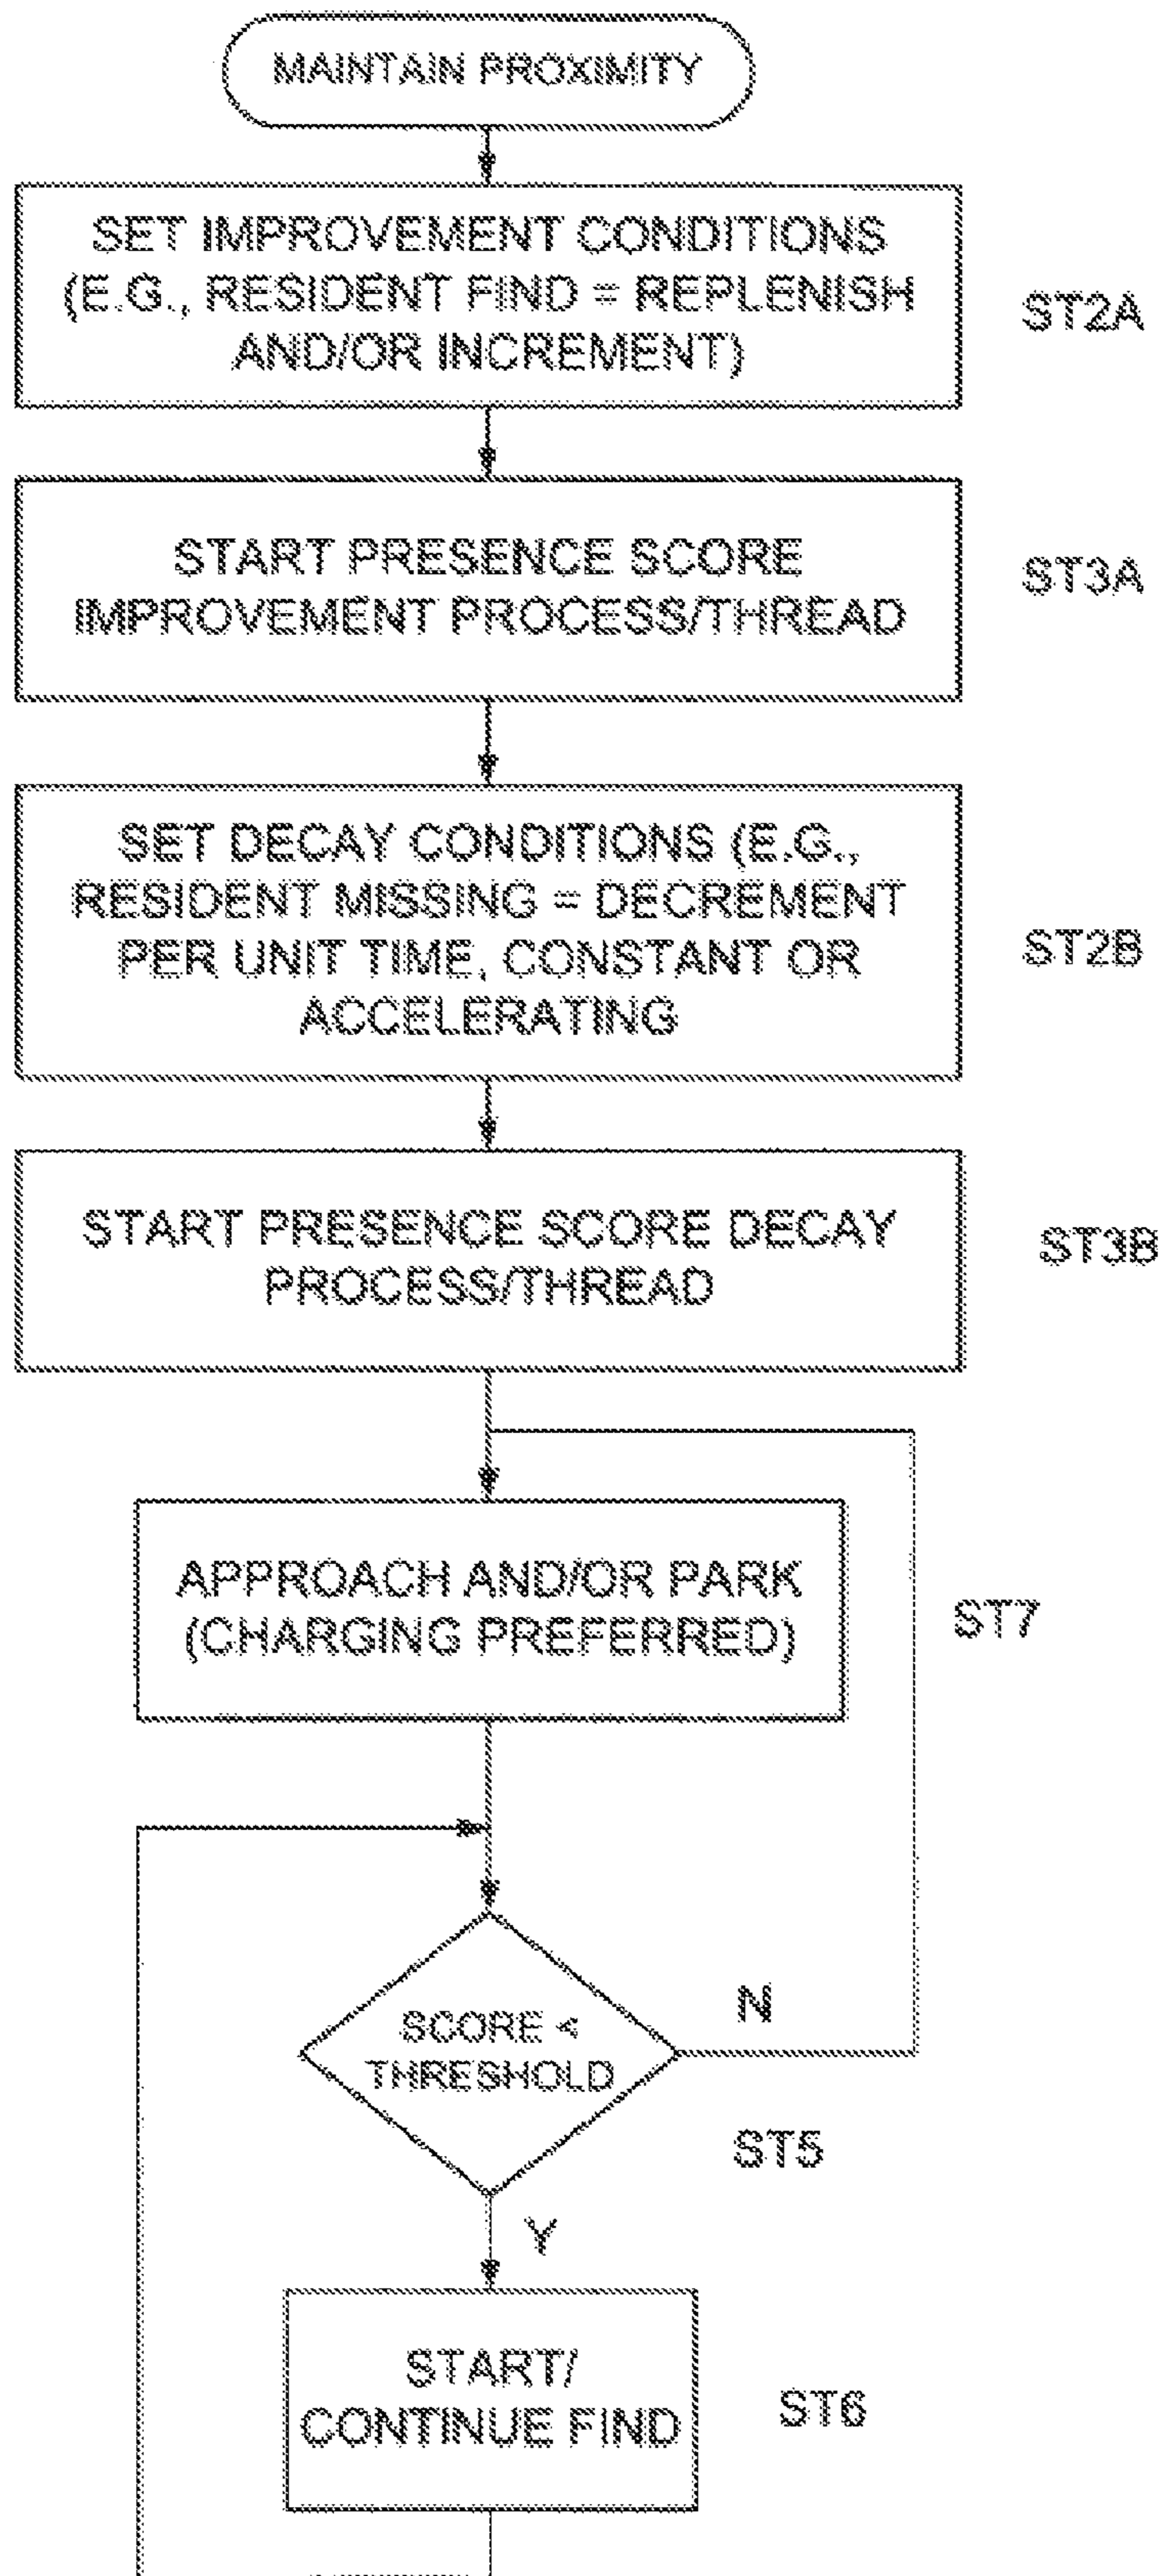 MAINTAIN PROXIMITY
SET IMPROVEMENT CONDITIONS
(E.G., RESIDENT FIND = REPLENISH
AND/OR INCREMENT)
ST2A
START PRESENCE SCORE
IMPROVEMENT PROCESS/THREAD
ST3A
SET DECAY CONDITIONS (E.G.,
RESIDENT MISSING = DECREMENT
PER UNIT TIME, CONSTANT OR
ACCELERATING
ST2B
START PRESENCE SCORE DECAY
PROCESS/THREAD
ST3B
APPROACH AND/OR PARK
(CHARGING PREFERRED)
ST7
SCORE <
THRESHOLD
N
ST5
Y
START/
CONTINUE FIND
ST6